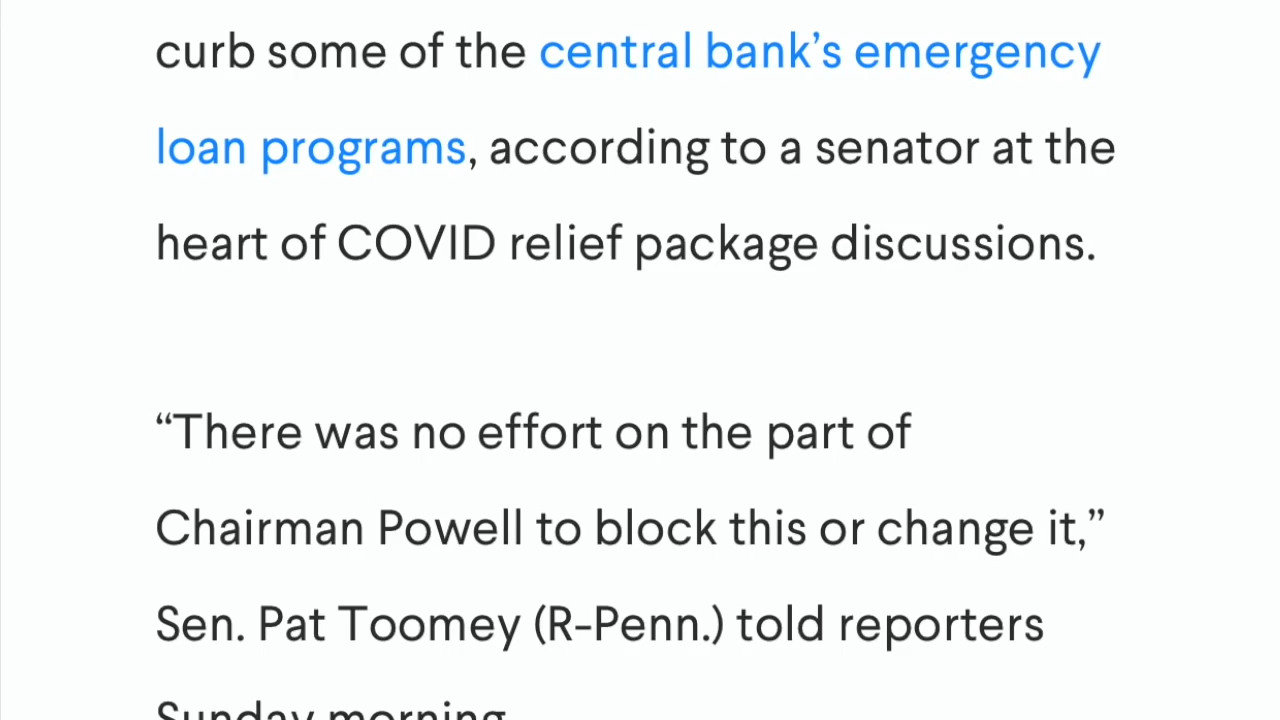 curb some of the central bank’s emergency
loan programs, according to a senator at the
heart of COVID relief package discussions.
“There was no effort on the part of
Chairman Powell to block this or change it,”
Sen. Pat Toomey (R-Penn.) told reporters
Sunday morning